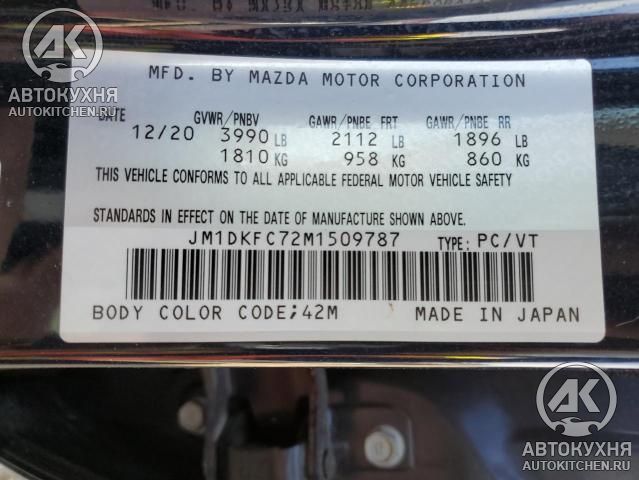 AK
АВТОКУХНЯ
AUTOKITCHEN.RU
MFD. BY MAZDA MOTOR CORPORATION
DATE GVWR/PNBV GAWR/PNBE FRT GAWR/PNBE RR
12/20 3990 LB 2112 LB 1896 LB
1810 KG 958 KG 860 KG
THIS VEHICLE CONFORMS TO ALL APPLICABLE FEDERAL MOTOR VEHICLE SAFETY
STANDARDS IN EFFECT ON THE DATE OF MANUFACTURE SHOWN ABOVE.
JM1DKFC72M1509787 TYPE: PC/VT
BODY COLOR CODE;42M MADE IN JAPAN
AK
АВТОКУХНЯ
AUTOKITCHEN.RU